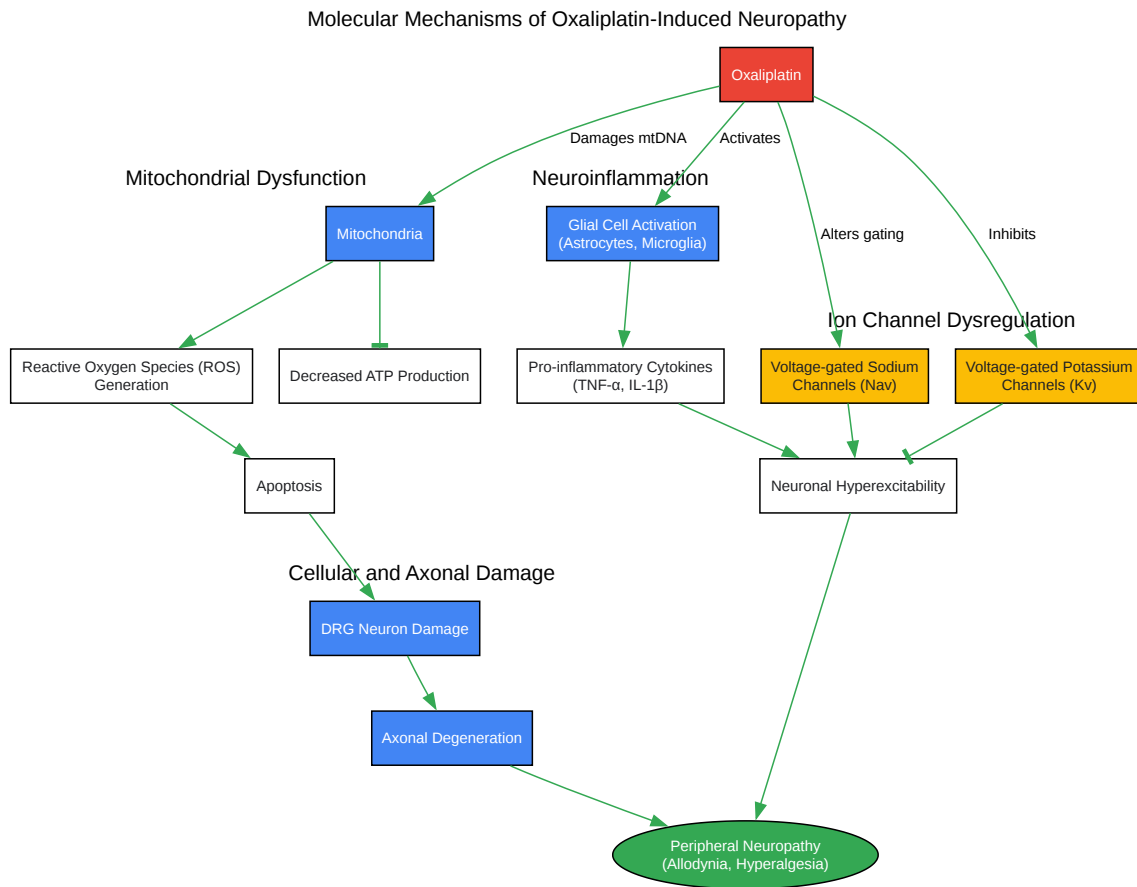 Molecular Mechanisms of Oxaliplatin-Induced Neuropathy
Oxaliplatin
Damages mtDNA
Activates
Mitochondrial Dysfunction
Neuroinflammation
Mitochondria
Glial Cell Activation
(Astrocytes, Microglia)
Alters gating
Inhibits
Ion Channel Dysregulation
Reactive Oxygen Species (ROS)
Generation
Decreased ATP Production
Pro-inflammatory Cytokines
(TNF-α, IL-1β)
Voltage-gated Sodium
Channels (Nav)
Voltage-gated Potassium
Channels (Kv)
Apoptosis
Neuronal Hyperexcitability
Cellular and Axonal Damage
DRG Neuron Damage
Axonal Degeneration
Peripheral Neuropathy
(Allodynia, Hyperalgesia)